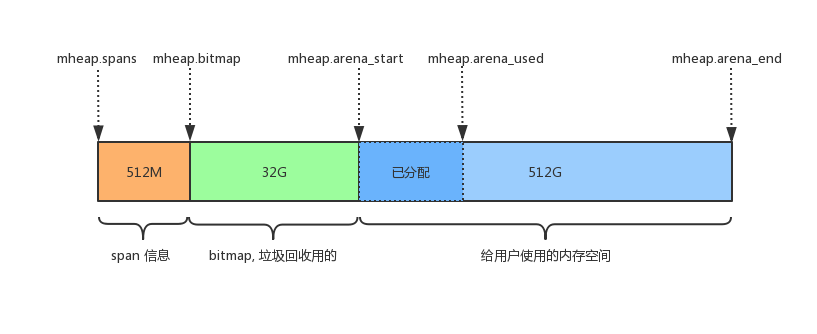 mheap.spans
mheap.bitmap
mheap.arena_start
mheap.arena_used
mheap.arena_end
512M
32G
已分配
512G
span 信息
bitmap, 垃圾回收用的
给用户使用的内存空间